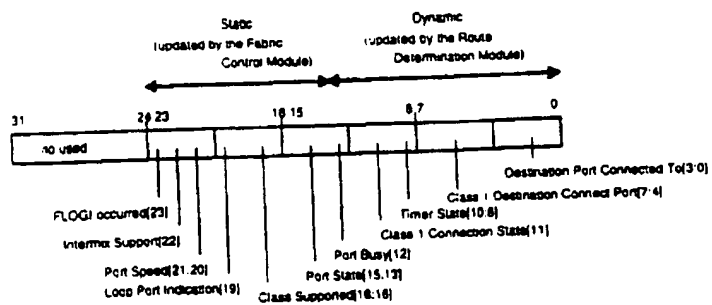 Static
(updated by the Fabric
Control Module)
Dynamic
(updated by the Route
Determination Module)
31
24 23
16 15
8 7
0
no used
Destination Port Connected To[3:0]
Class 1 Destination Connect Port[7:4]
Timer State[10:8]
Class 1 Connection State[11]
Port Busy[12]
Port State[15:13]
Class Supported[18:16]
Loop Port Indication[19]
Port Speed[21:20]
Intermix Support[22]
FLOGI occurred[23]